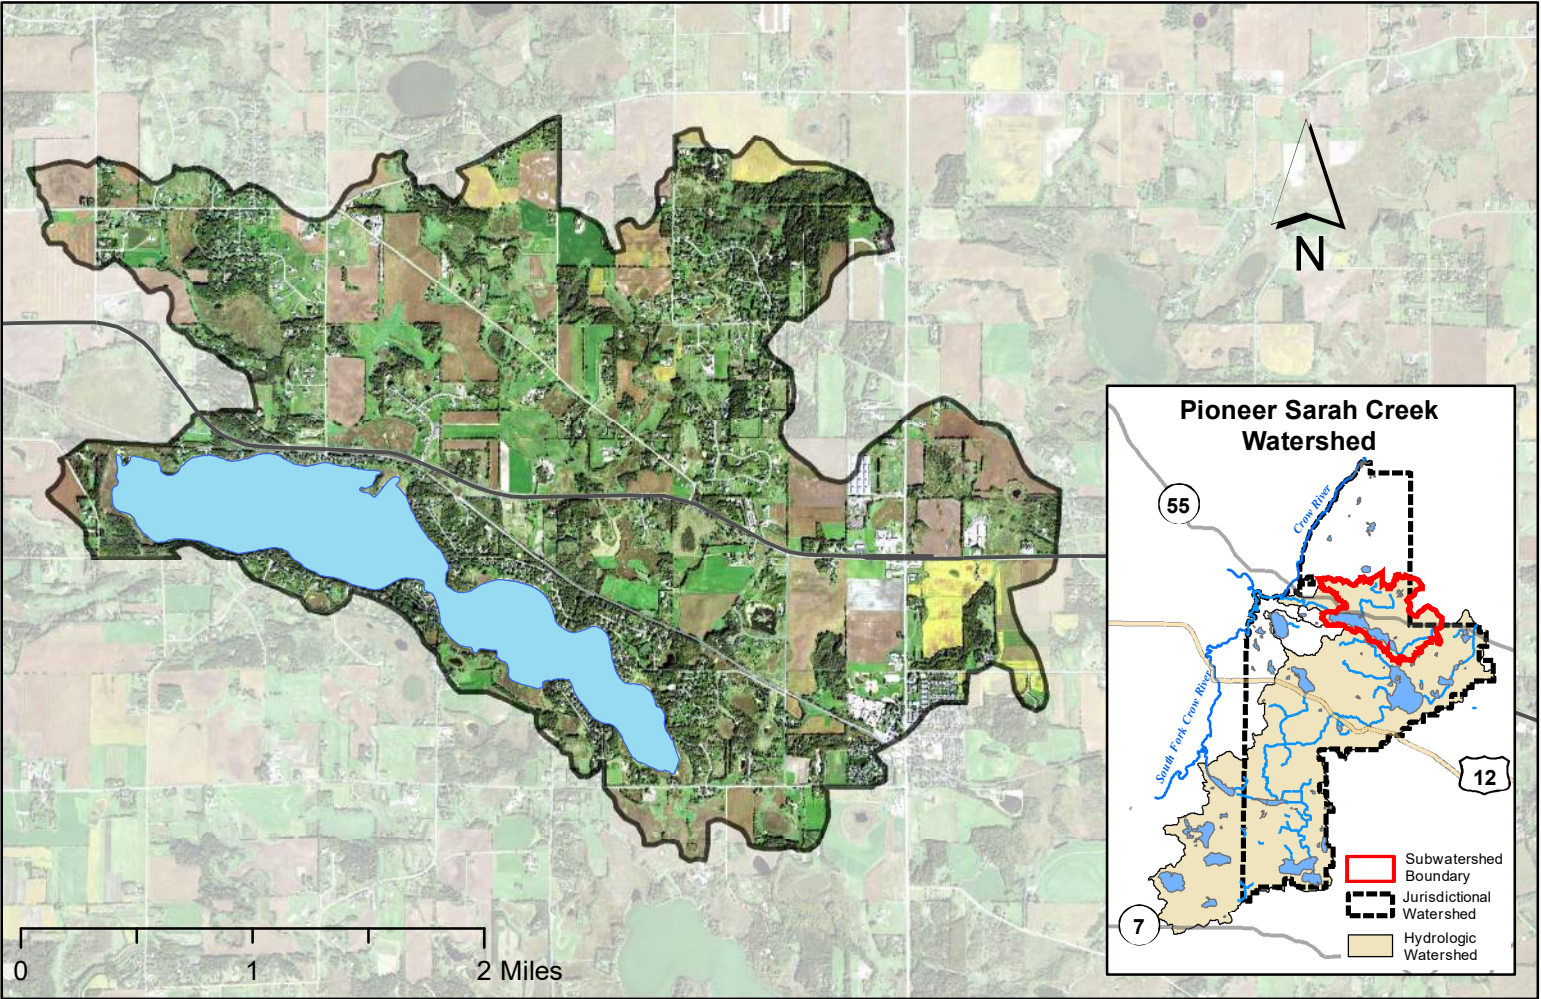 N
Pioneer Sarah Creek
Watershed
55
Crow River
South Fork Crow River
12
7
Subwatershed
Boundary
Jurisdictional
Watershed
Hydrologic
Watershed
0 1 2 Miles